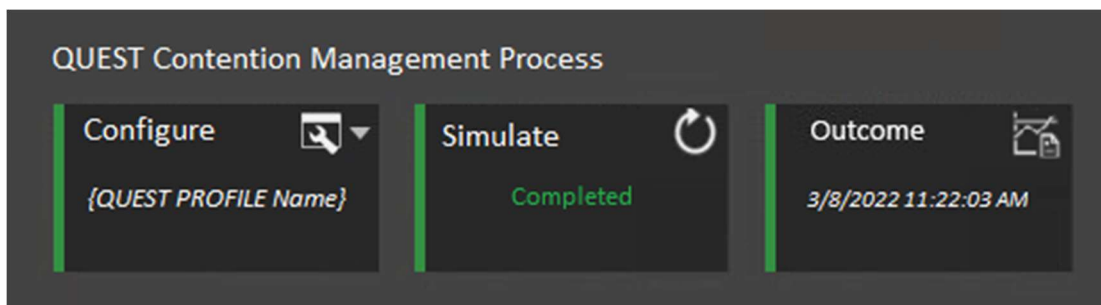 QUEST Contention Management Process
Configure
{QUEST PROFILE Name}
Simulate
Completed
Outcome
3/8/2022 11:22:03 AM